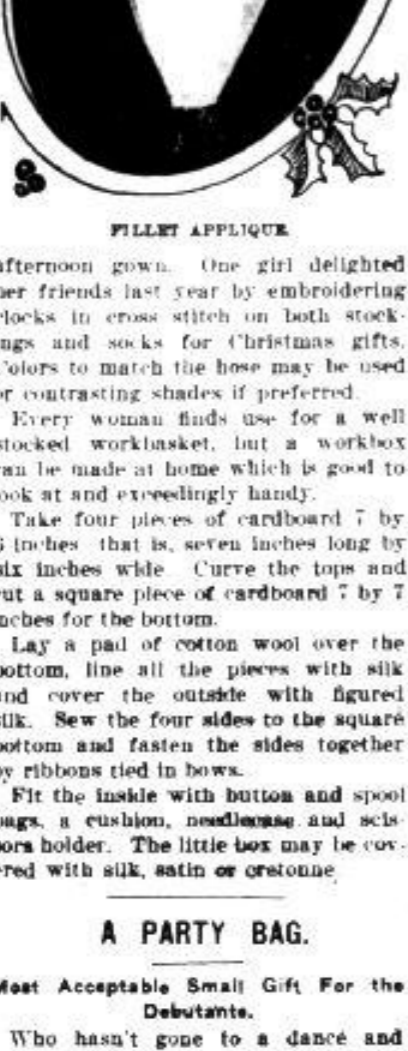 FILLET APPLIQUE
afternoon gown. One girl delighted
her friends last year by embroidering
clocks in cross stitch on both stock-
ings and socks for Christmas gifts.
Colors to match the hose may be used
or contrasting shades if preferred.
Every woman finds use for a well
stocked workbasket, but a workbox
can be made at home which is good to
look at and exceedingly handy.
Take four pieces of cardboard 7 by
6 inches that is, seven inches long by
six inches wide. Curve the tops and
cut a square piece of cardboard 7 by 7
inches for the bottom.
Lay a pad of cotton wool over the
bottom, line all the pieces with silk
and cover the outside with figured
silk. Sew the four sides to the square
bottom and fasten the sides together
by ribbons tied in bows.
Fit the inside with button and spool
bags, a cushion, needlecase and scis-
sors holder. The little box may be cov-
ered with silk, satin or cretonne
A PARTY BAG.
Most Acceptable Small Gift For the
Debutante.
Who hasn't gone to a dance and